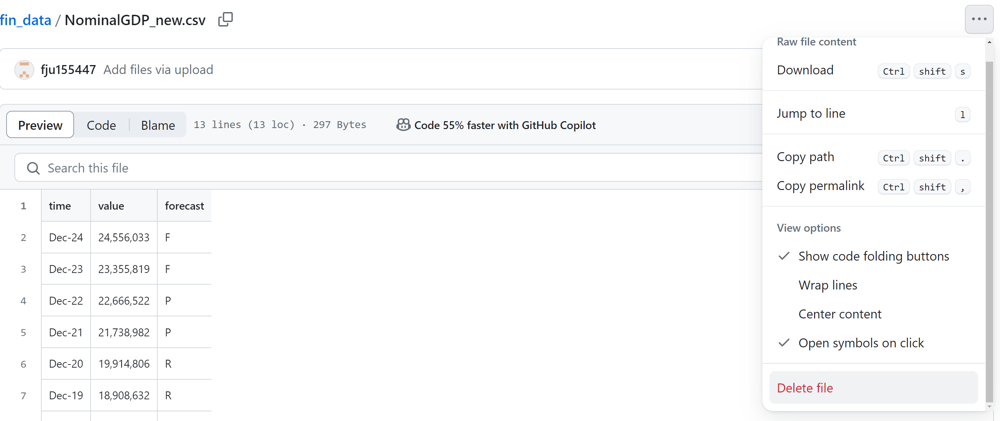 fin_data / NominalGDP_new.csv
fju155447 Add files via upload
Preview Code Blame 13 lines (13 loc) · 297 Bytes Code 55% faster with GitHub Copilot
Search this file
1 time value forecast
2 Dec-24 24,556,033 F
3 Dec-23 23,355,819 F
4 Dec-22 22,666,522 P
5 Dec-21 21,738,982 P
6 Dec-20 19,914,806 R
7 Dec-19 18,908,632 R
Raw file content
Download Ctrl shift s
Jump to line l
Copy path Ctrl shift .
Copy permalink Ctrl shift ,
View options
Show code folding buttons
Wrap lines
Center content
Open symbols on click
Delete file